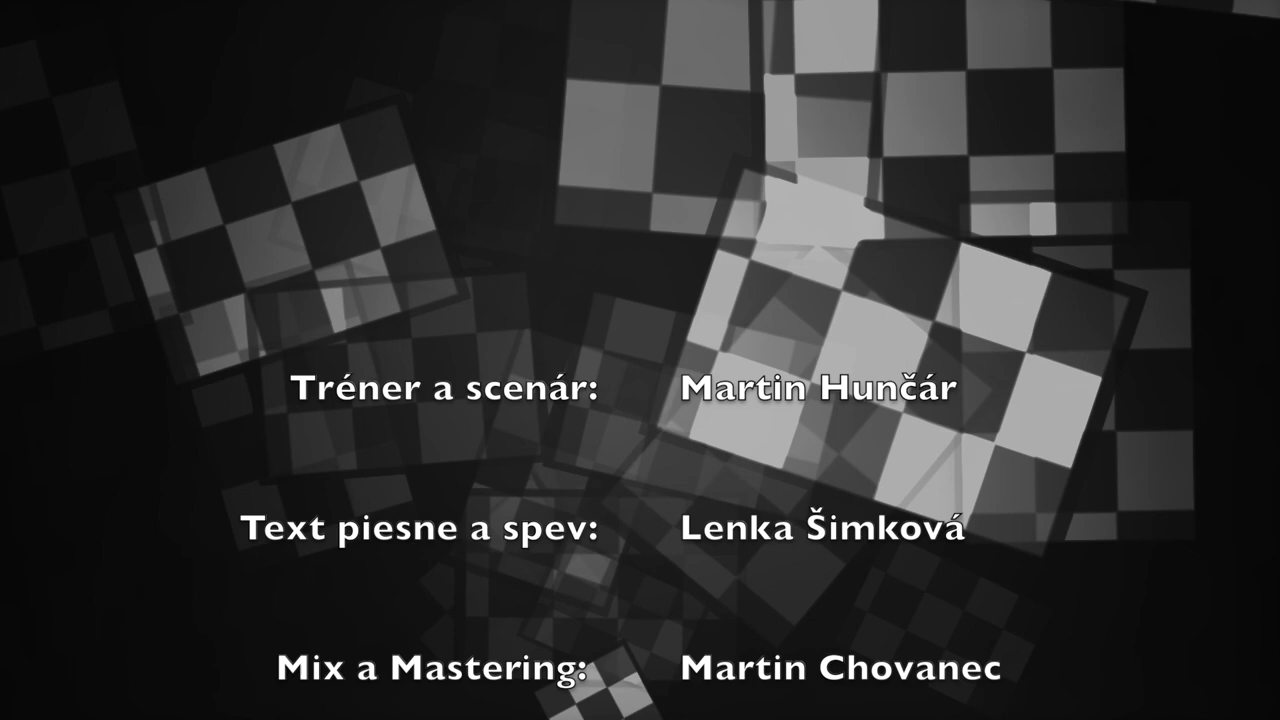 Tréner a scenár: Martin Hunčár
Text piesne a spev: Lenka Šimková
Mix a Mastering: Martin Chovanec